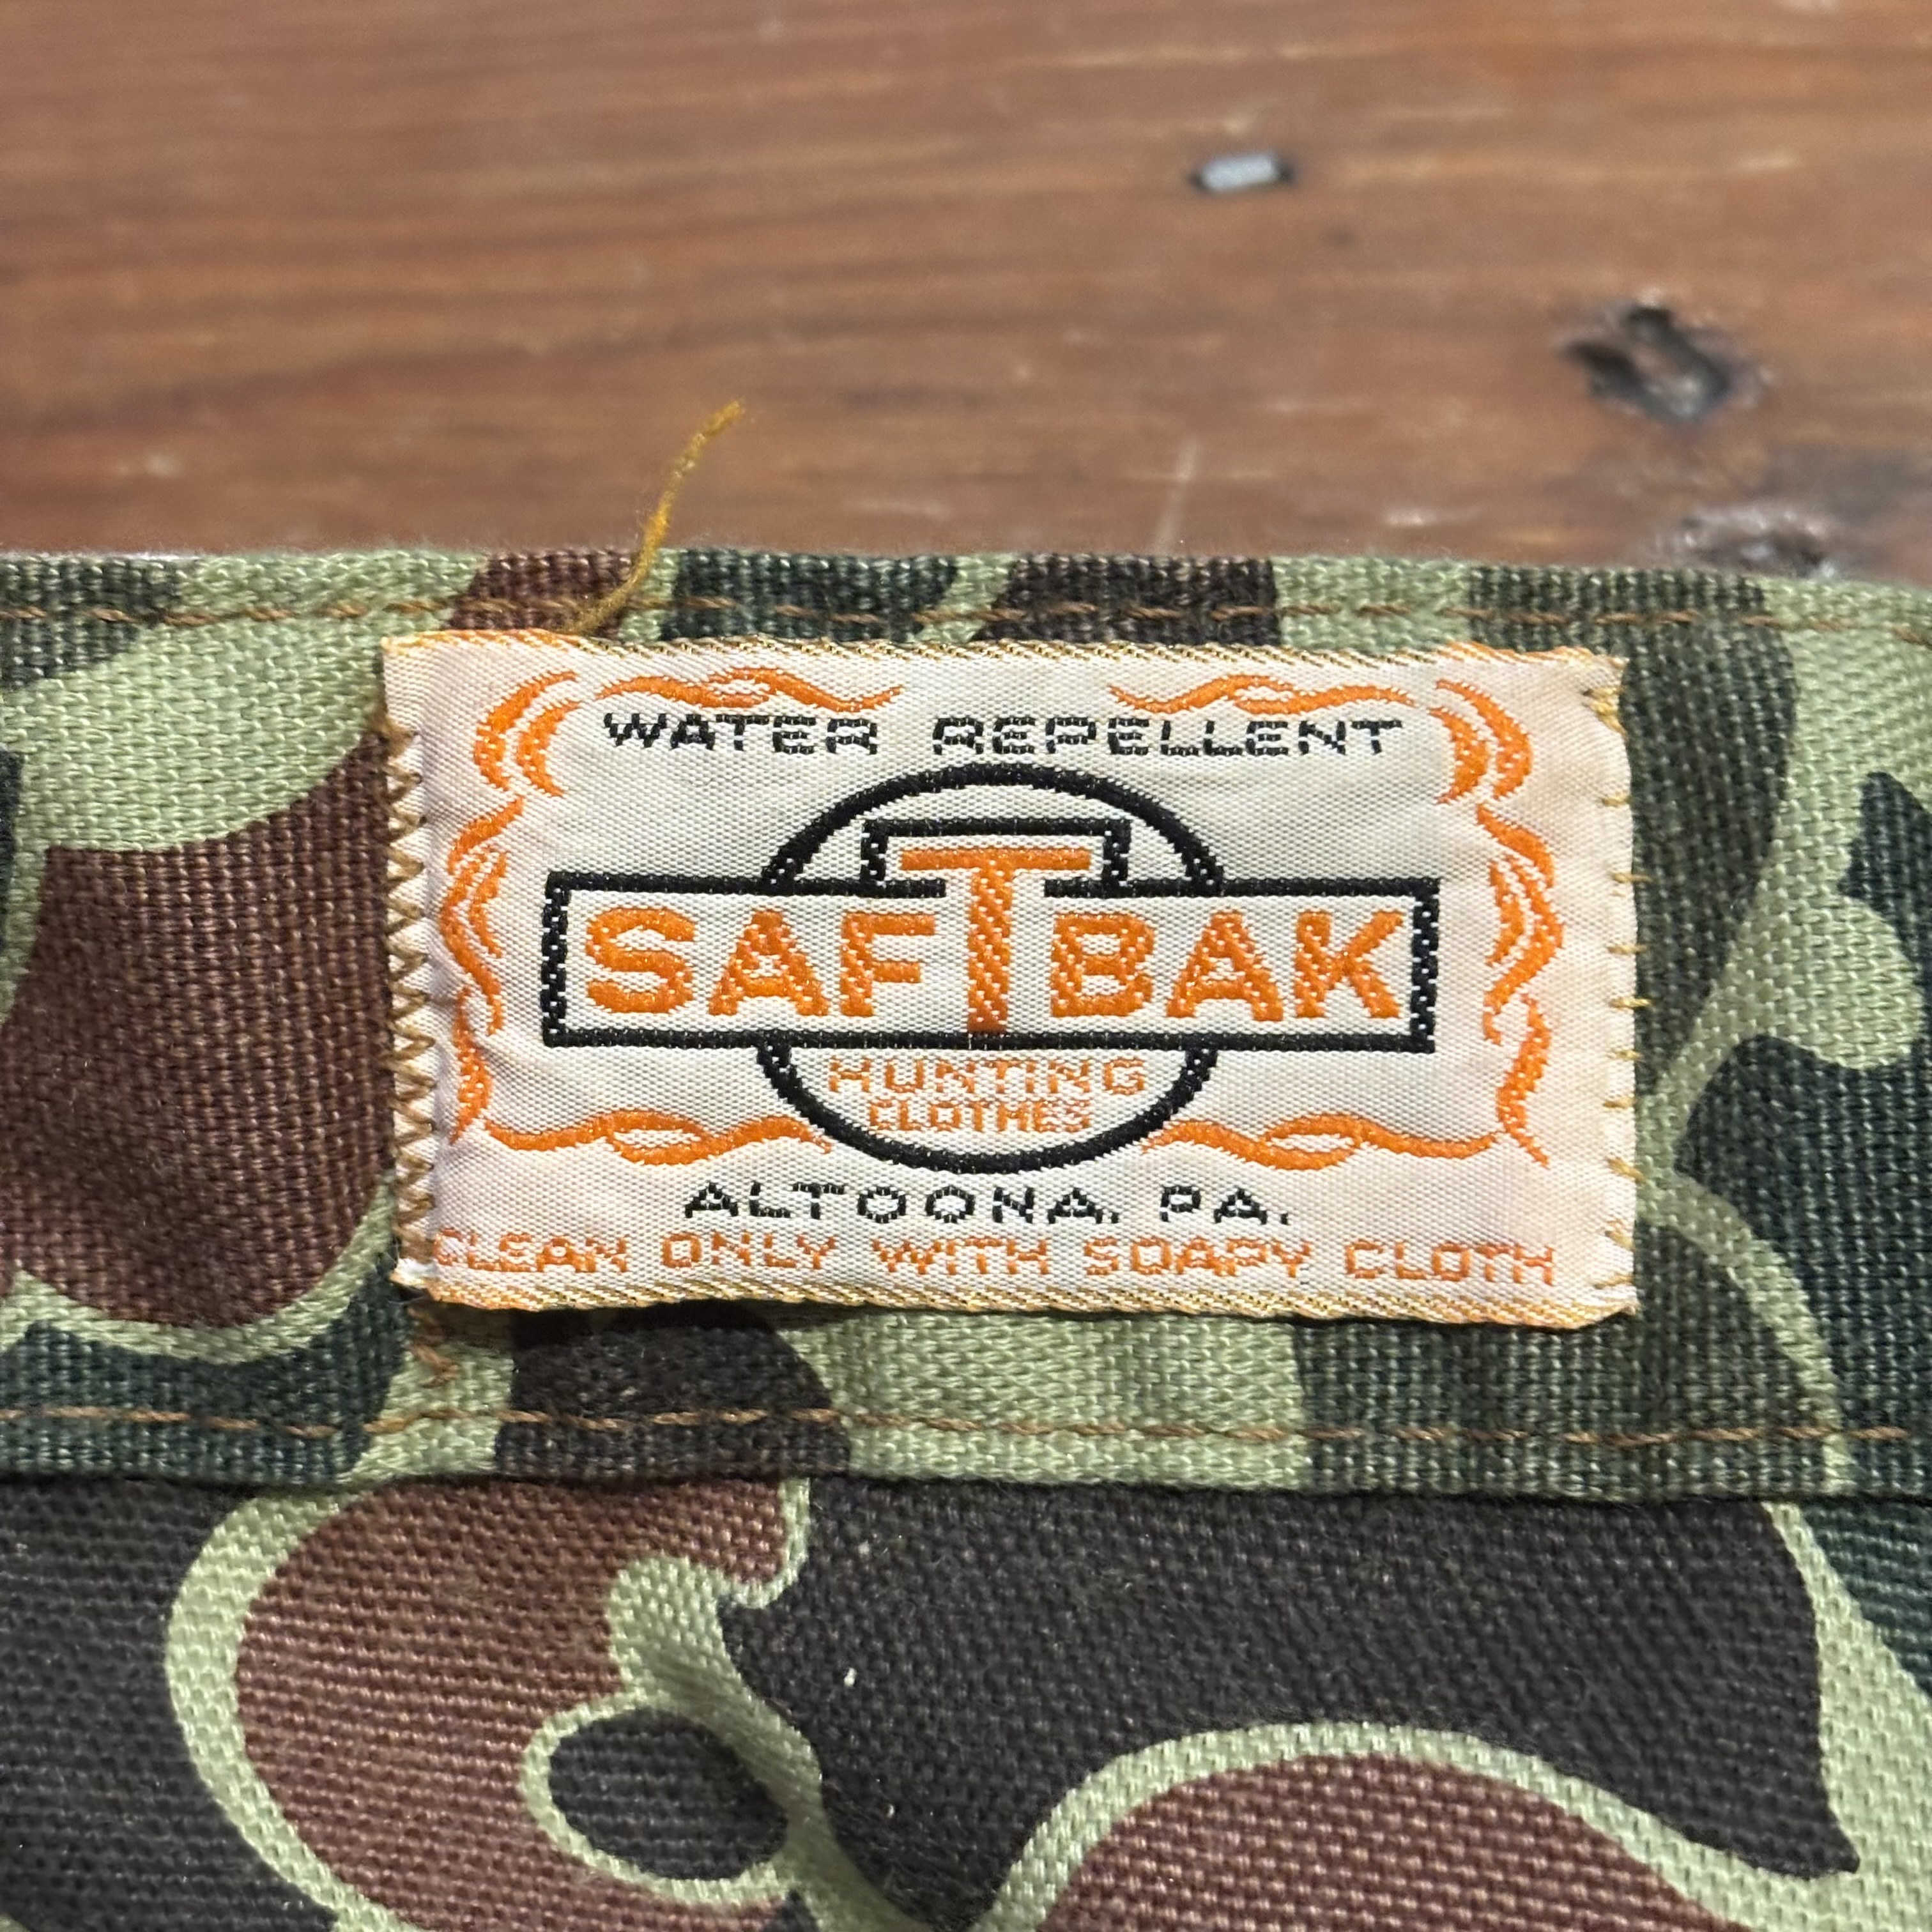 WATER REPELLENT
SAFTBAK
HUNTING
CLOTHES
ALTOONA, PA.
CLEAN ONLY WITH SOAPY CLOTH